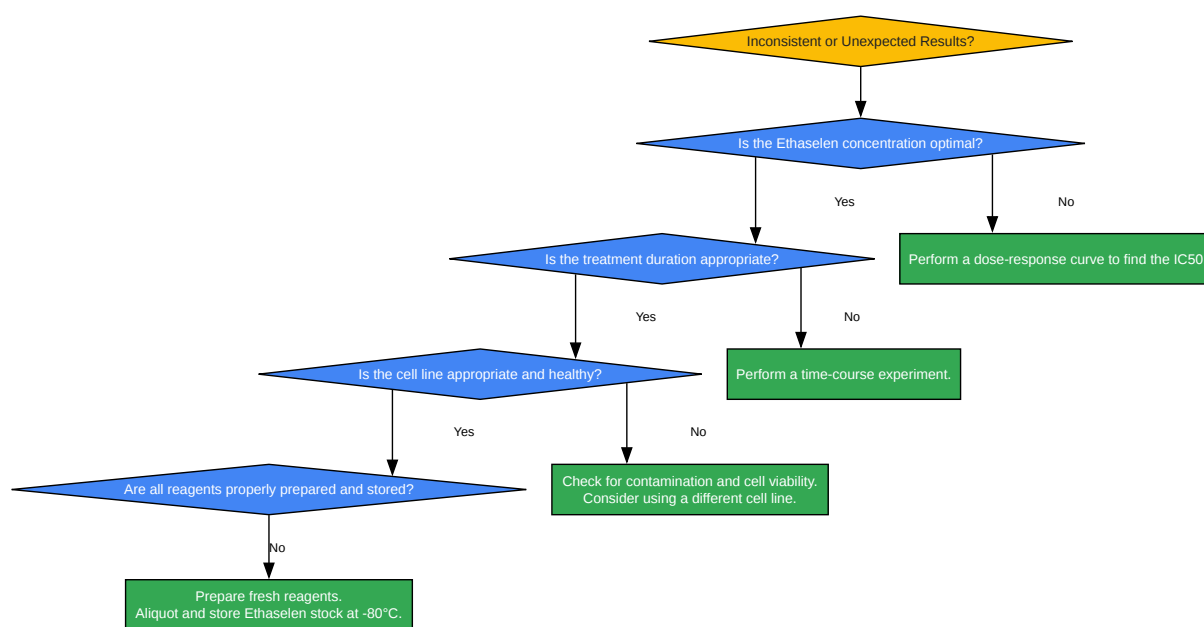 Inconsistent or Unexpected Results?
Is the Ethaselen concentration optimal?
Yes
No
Is the treatment duration appropriate?
Perform a dose-response curve to find the IC50
Yes
No
Is the cell line appropriate and healthy?
Perform a time-course experiment.
Yes
No
Are all reagents properly prepared and stored?
Check for contamination and cell viability.
Consider using a different cell line.
No
Prepare fresh reagents.
Aliquot and store Ethaselen stock at -80°C.